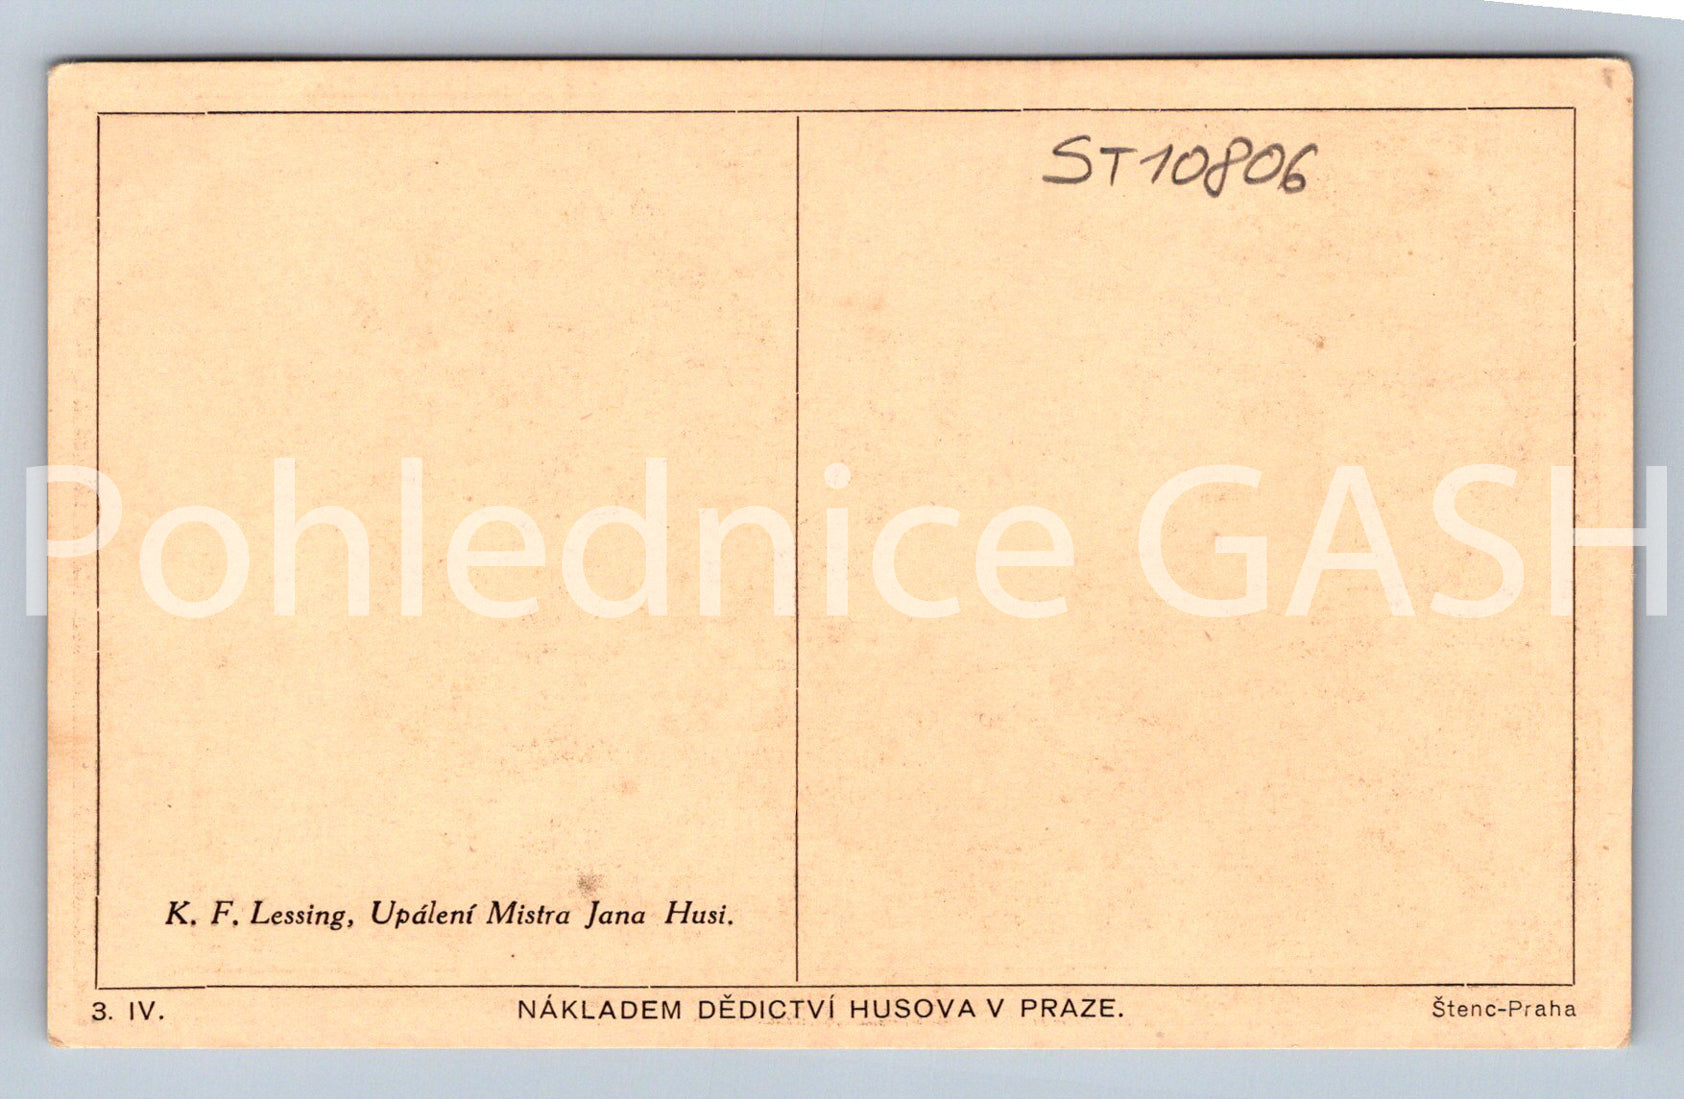 ST10806
Pohlednice GASH
K. F. Lessing, Upálení Mistra Jana Husi.
3. IV.
NÁKLADEM DĚDICTVÍ HUSOVA V PRAZE.
Štenc-Praha